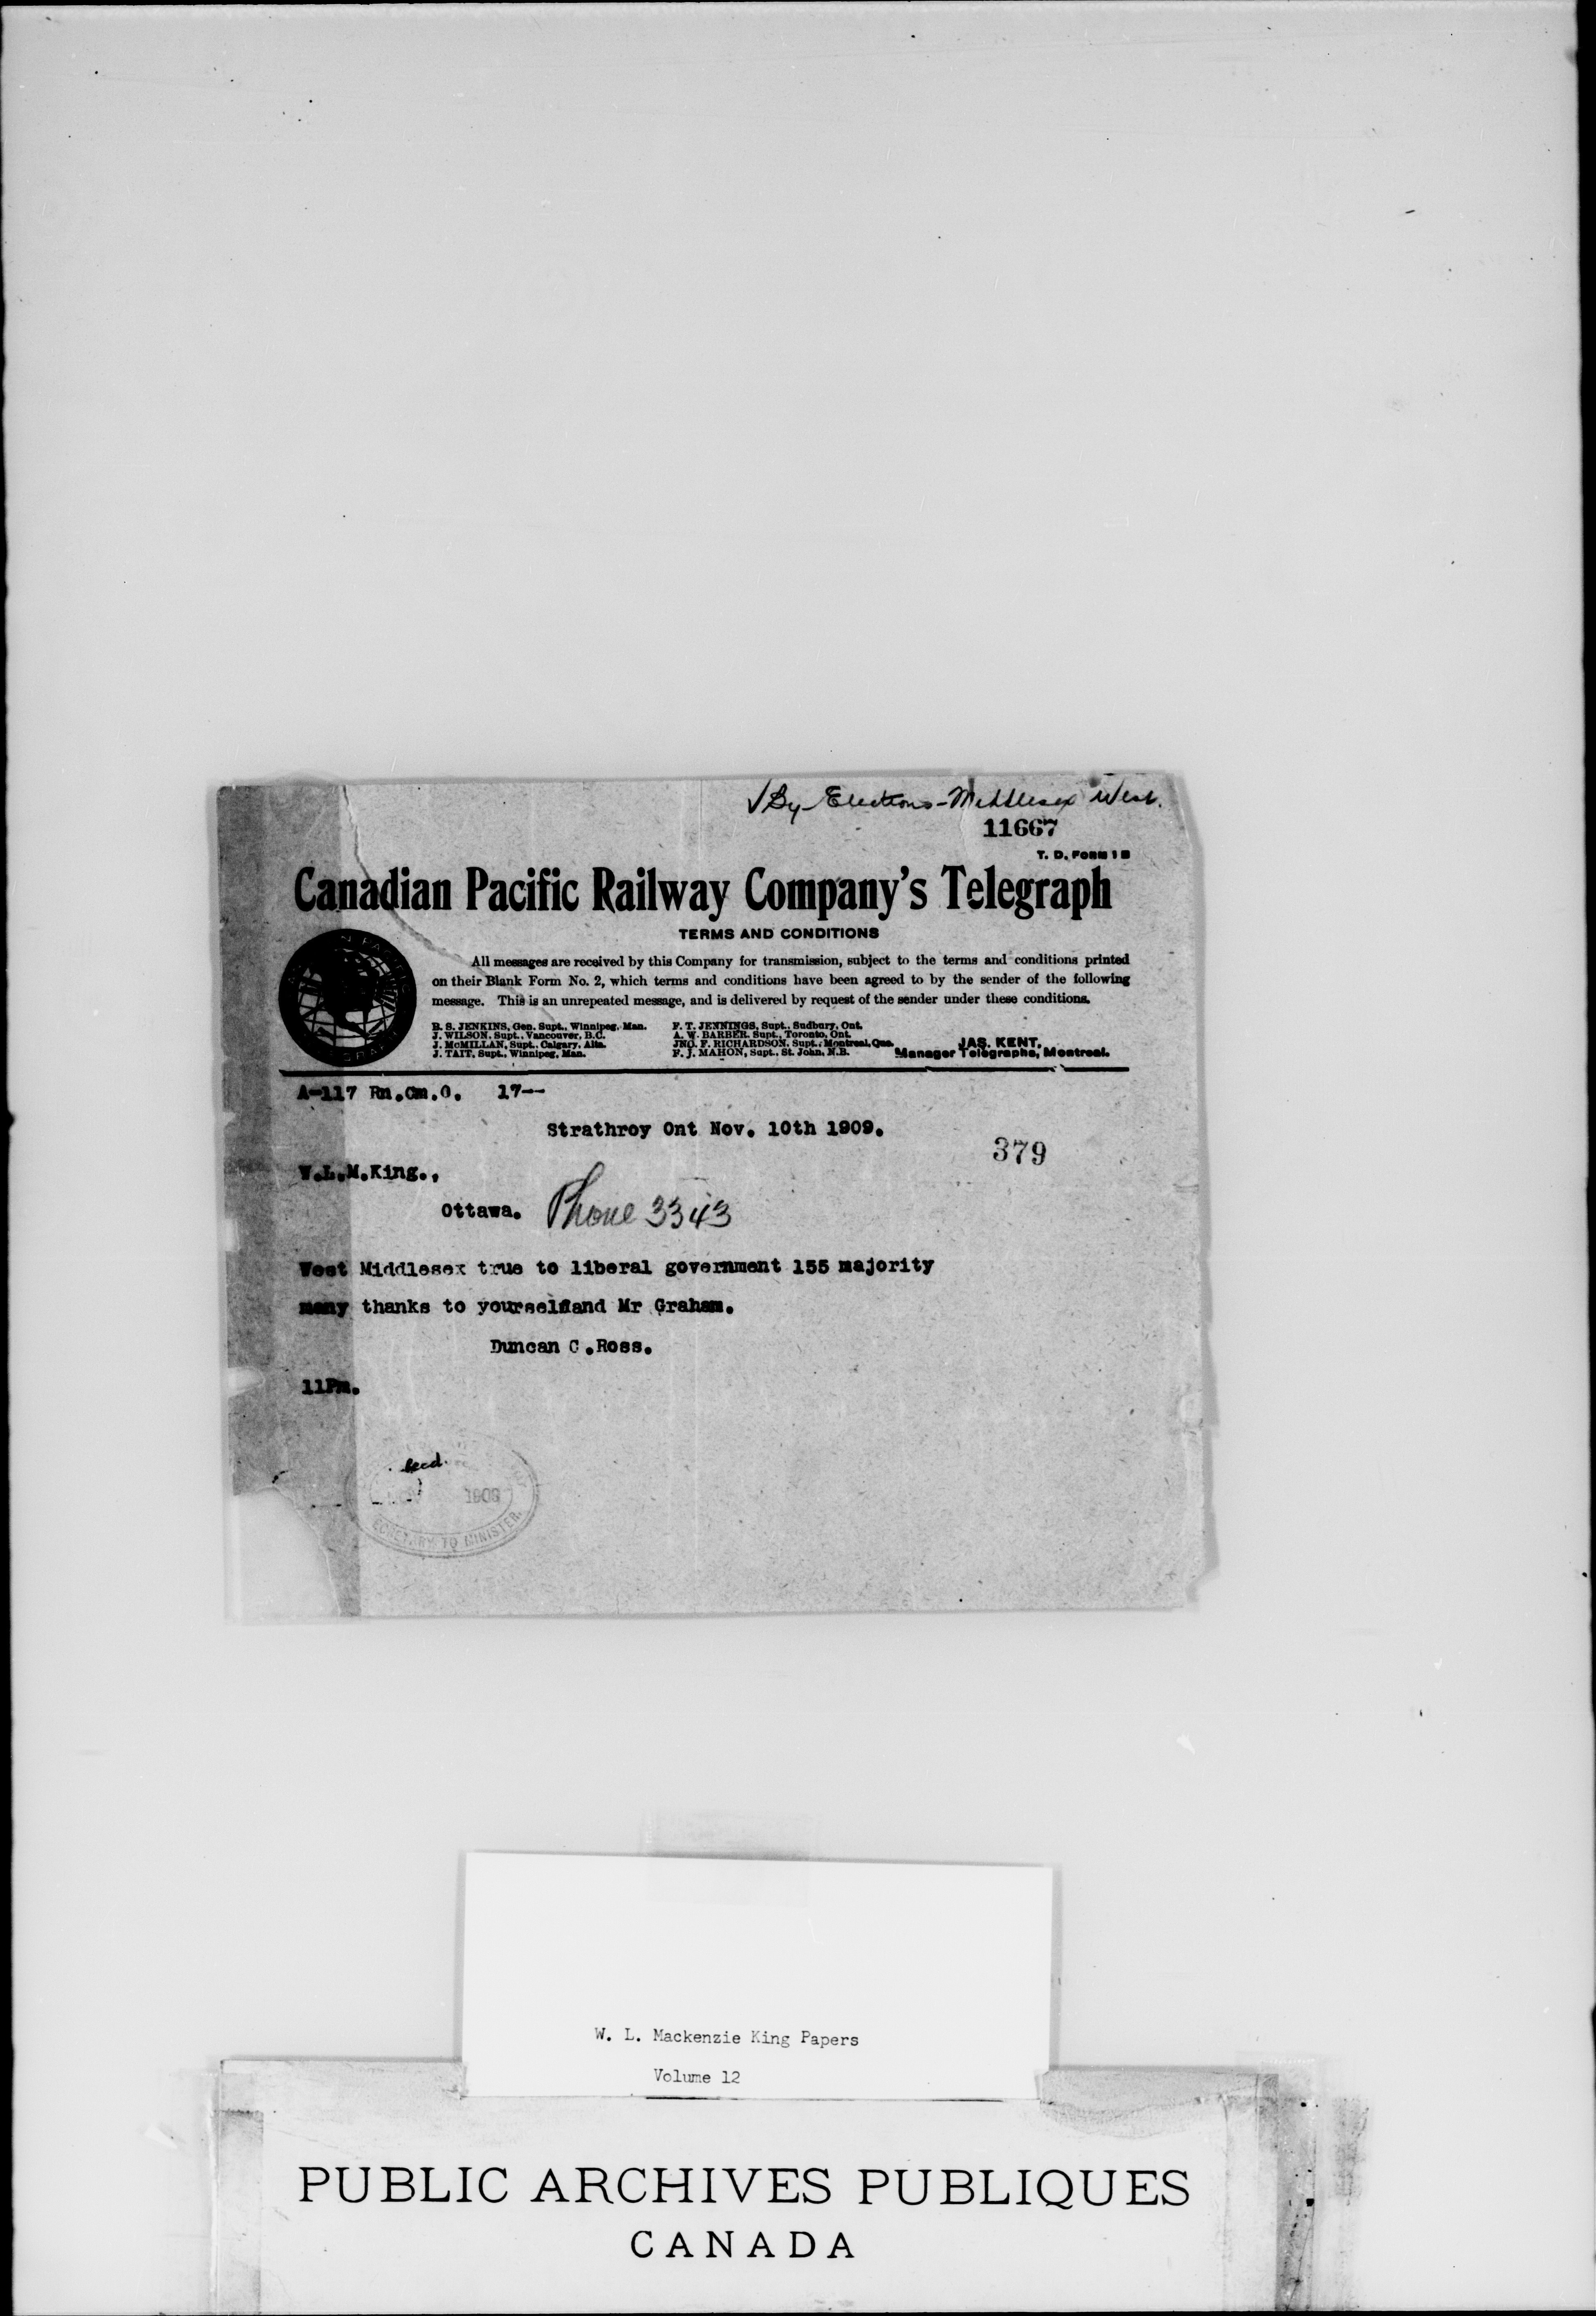 √By-Elections-Middlesex West.
11667
T. D. FORM 1 B
Canadian Pacific Railway Company's Telegraph
TERMS AND CONDITIONS
All messages are received by this Company for transmission, subject to the terms and conditions printed
on their Blank Form No. 2, which terms and conditions have been agreed to by the sender of the following
message. This is an unrepeated message, and is delivered by request of the sender under these conditions.
B. S. JENKINS, Gen. Supt., Winnipeg, Man.
J. WILSON, Supt., Vancouver, B.C.
J. McMILLAN, Supt., Calgary, Alta.
J. TAIT, Supt., Winnipeg, Man.
F. T. JENNINGS, Supt., Sudbury, Ont.
A. W. BARBER, Supt., Toronto, Ont.
JNO. F. RICHARDSON, Supt., Montreal, Que.
F. J. MAHON, Supt., St. John, N.B.
JAS. KENT,
Manager Telegraphs, Montreal.
A-117 Rn.Cm.O. 17--
Strathroy Ont Nov. 10th 1909.
379
W.L.M.King.,
Ottawa. Phone 3343
West Middlesex true to liberal government 155 majority
many thanks to yourselfand Mr Graham.
Duncan C.Ross.
11Pm.
1909
SECRETARY TO MINISTER.
W. L. Mackenzie King Papers
Volume 12
PUBLIC ARCHIVES PUBLIQUES
CANADA